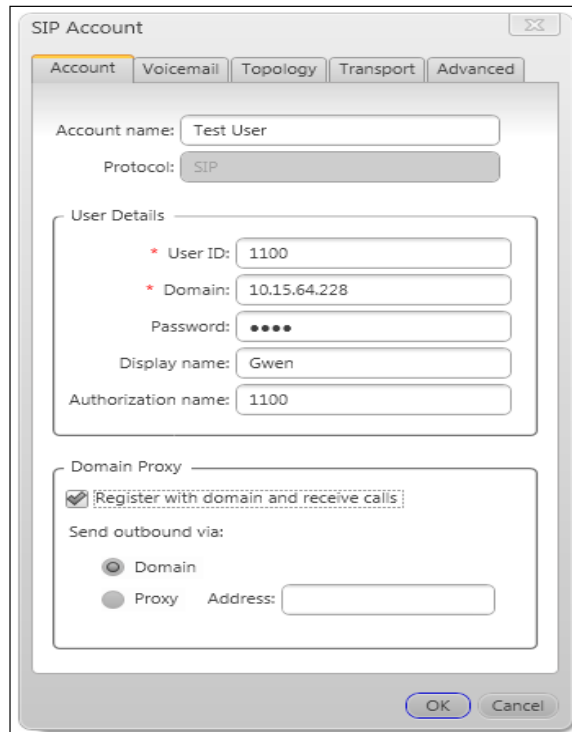 SIP Account
Account Voicemail Topology Transport Advanced
Account name: Test User
Protocol: SIP
User Details
* User ID: 1100
* Domain: 10.15.64.228
Password: ●●●●
Display name: Gwen
Authorization name: 1100
Domain Proxy
Register with domain and receive calls
Send outbound via:
Domain
Proxy Address:
OK Cancel